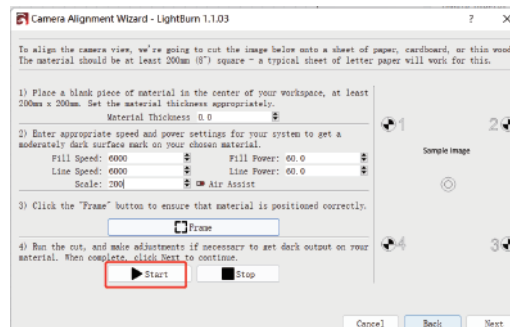 Camera Alignment Wizard - LightBurn 1.1.03
?
To align the camera view, we're going to cut the image below onto a sheet of paper, cardboard, or thin wood
The material should be at least 200mm (8") square - a typical sheet of letter paper will work for this.
1) Place a blank piece of material in the center of your workspace, at least
200mm x 200mm. Set the material thickness appropriately.
Material Thickness 0.0
2) Enter appropriate speed and power settings for your system to get a
moderately dark surface mark on your chosen material.
Fill Speed: 6000 Fill Power: 60.0
Line Speed: 6000 Line Power: 60.0
Scale: 200 Air Assist
3) Click the "Frame" button to ensure that material is positioned correctly.
Frame
4) Run the cut, and make adjustments if necessary to get dark output on your
material. When complete, click Next to continue.
Start Stop
1 2
Sample Image
4 3
Cancel Back Next